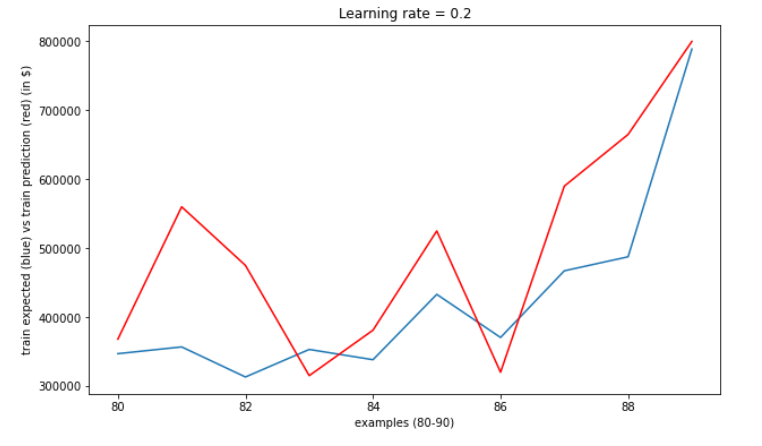 Learning rate = 0.2
train expected (blue) vs train prediction (red) (in $)
800000
700000
600000
500000
400000
300000
80 82 84 86 88
examples (80-90)